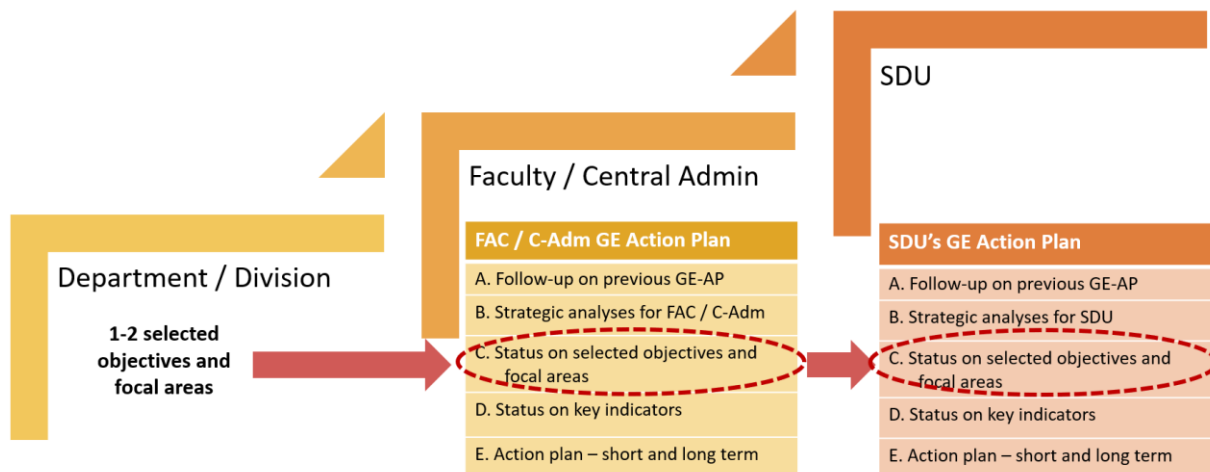 Department / Division
1-2 selected
objectives and
focal areas
Faculty / Central Admin
FAC / C-Adm GE Action Plan
A. Follow-up on previous GE-AP
B. Strategic analyses for FAC / C-Adm
C. Status on selected objectives and
focal areas
D. Status on key indicators
E. Action plan – short and long term
SDU
SDU's GE Action Plan
A. Follow-up on previous GE-AP
B. Strategic analyses for SDU
C. Status on selected objectives and
focal areas
D. Status on key indicators
E. Action plan – short and long term